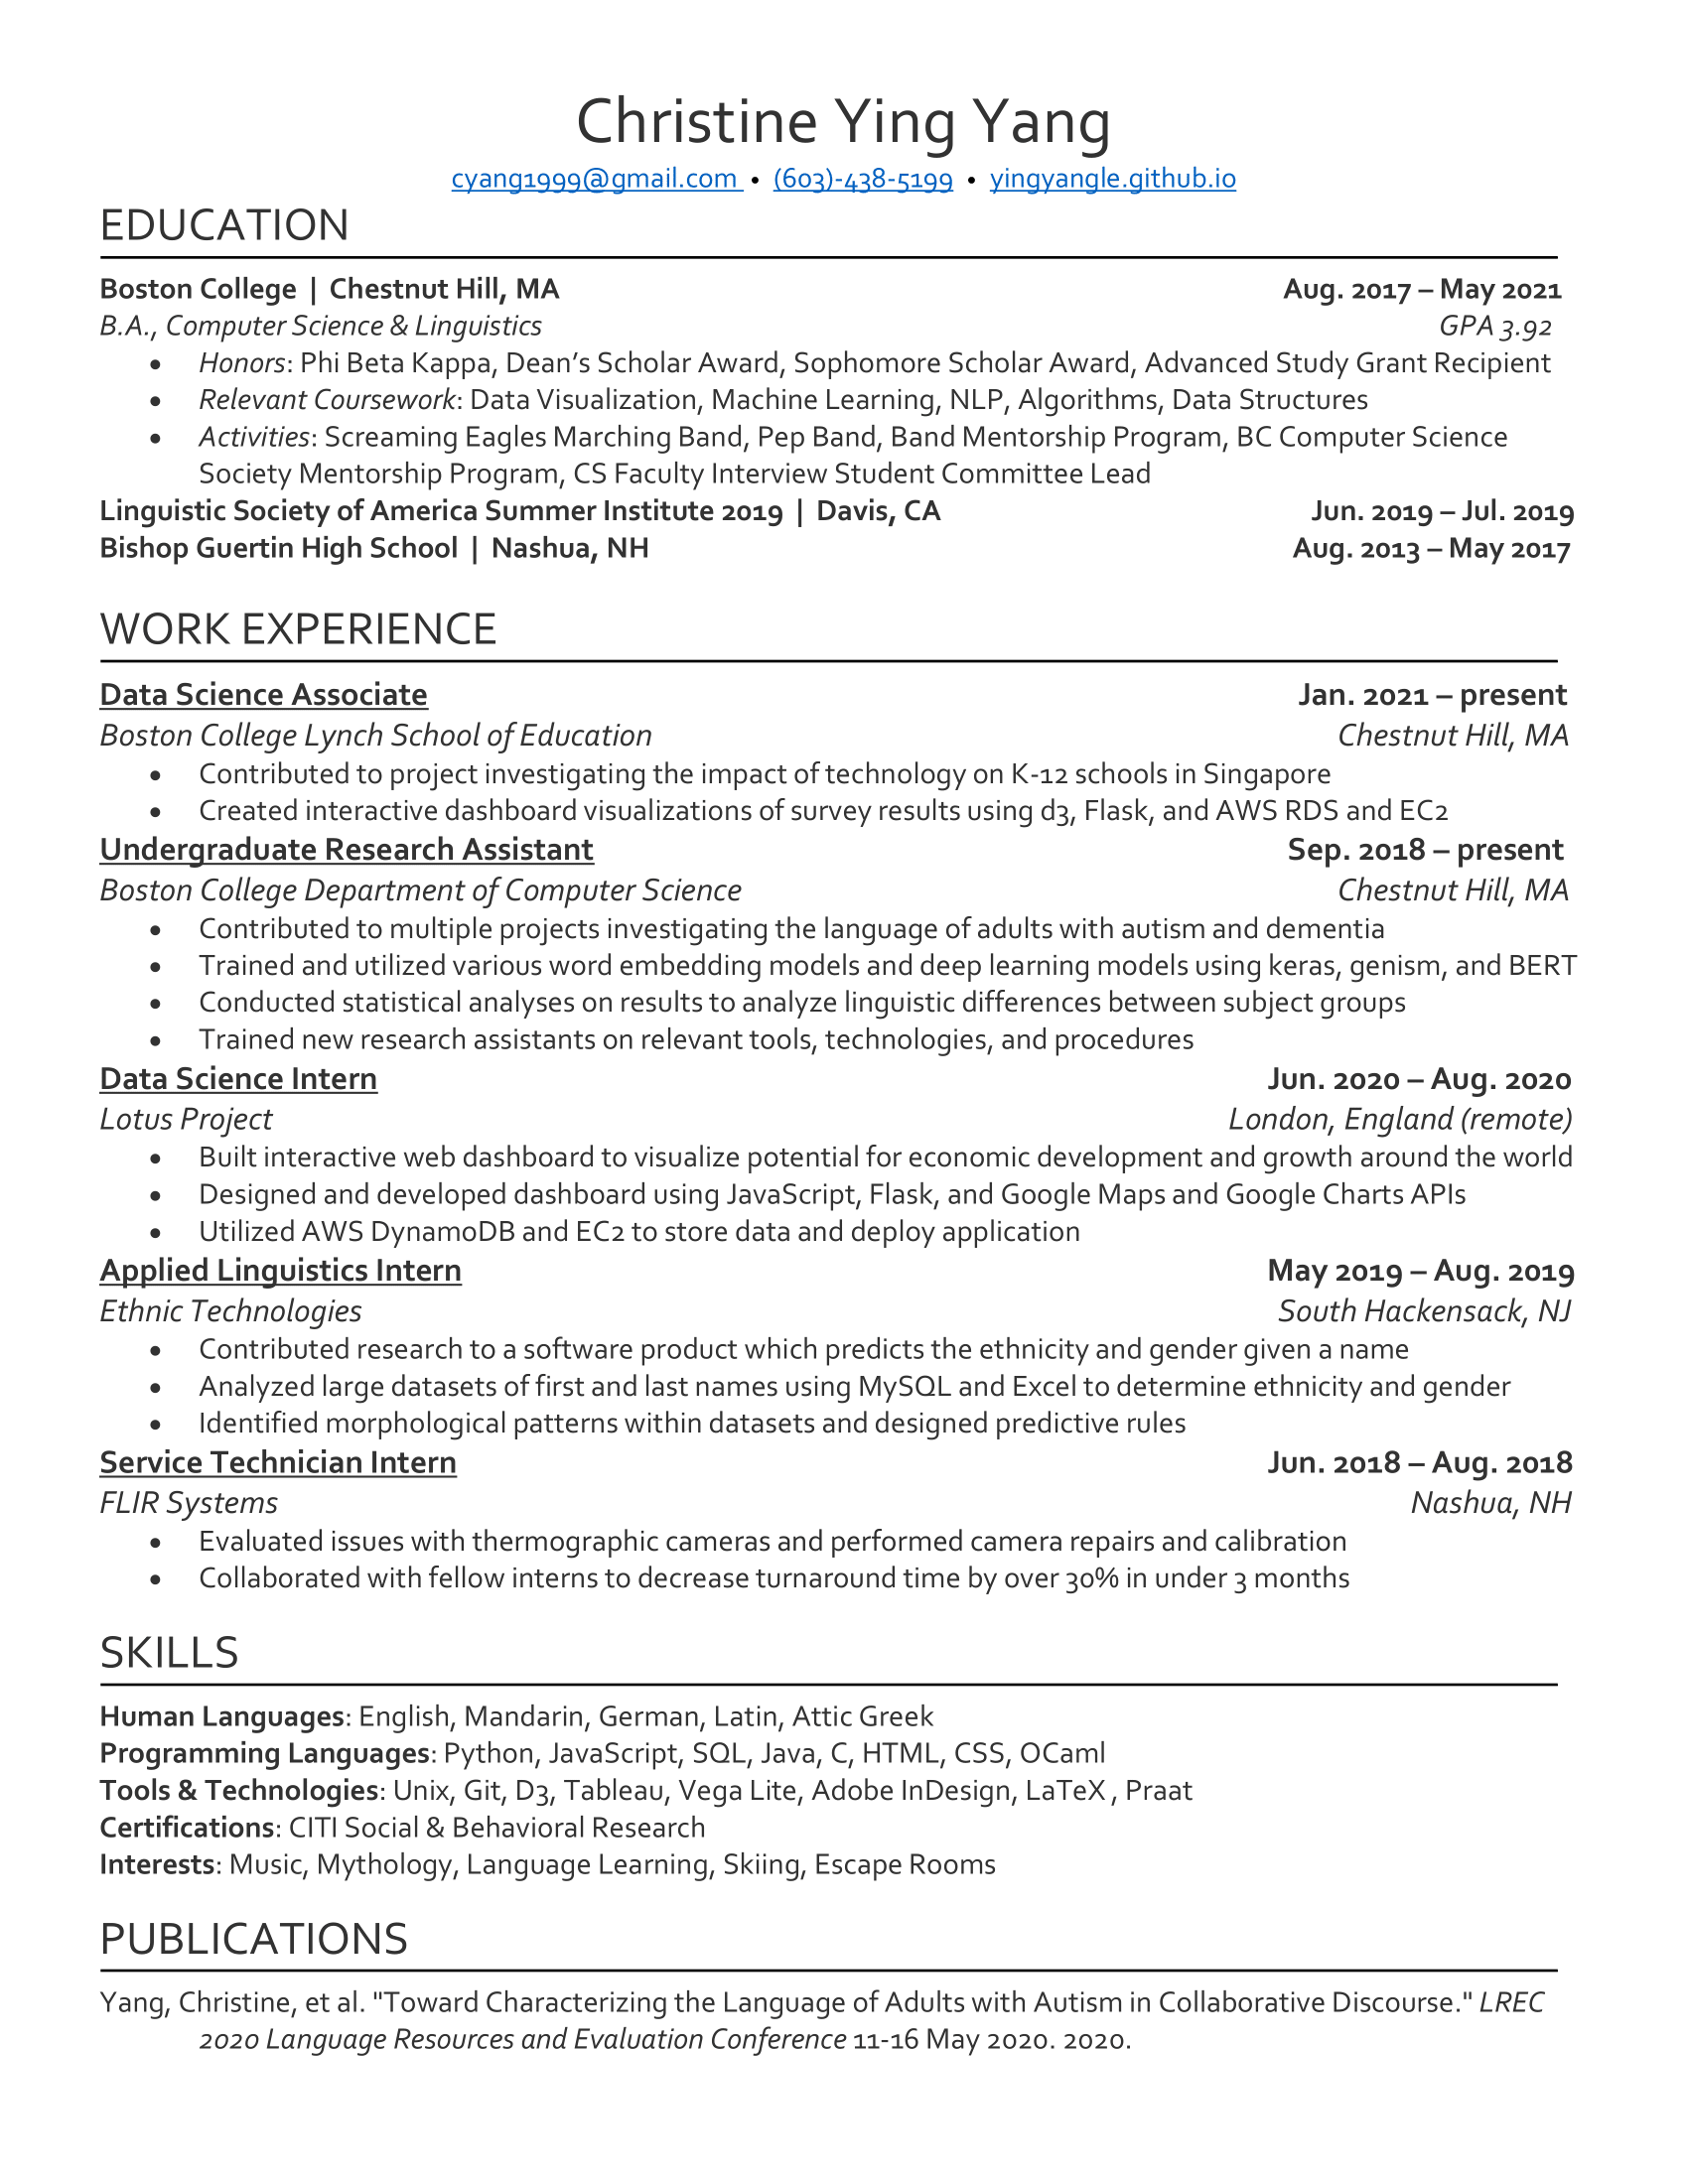 Christine Ying Yang
cyang1999@gmail.com • (603)-438-5199 • yingyangle.github.io
EDUCATION
Boston College | Chestnut Hill, MA Aug. 2017 – May 2021
B.A., Computer Science & Linguistics GPA 3.92
• Honors: Phi Beta Kappa, Dean’s Scholar Award, Sophomore Scholar Award, Advanced Study Grant Recipient
• Relevant Coursework: Data Visualization, Machine Learning, NLP, Algorithms, Data Structures
• Activities: Screaming Eagles Marching Band, Pep Band, Band Mentorship Program, BC Computer Science
Society Mentorship Program, CS Faculty Interview Student Committee Lead
Linguistic Society of America Summer Institute 2019 | Davis, CA Jun. 2019 – Jul. 2019
Bishop Guertin High School | Nashua, NH Aug. 2013 – May 2017
WORK EXPERIENCE
Data Science Associate Jan. 2021 – present
Boston College Lynch School of Education Chestnut Hill, MA
• Contributed to project investigating the impact of technology on K-12 schools in Singapore
• Created interactive dashboard visualizations of survey results using d3, Flask, and AWS RDS and EC2
Undergraduate Research Assistant Sep. 2018 – present
Boston College Department of Computer Science Chestnut Hill, MA
• Contributed to multiple projects investigating the language of adults with autism and dementia
• Trained and utilized various word embedding models and deep learning models using keras, genism, and BERT
• Conducted statistical analyses on results to analyze linguistic differences between subject groups
• Trained new research assistants on relevant tools, technologies, and procedures
Data Science Intern Jun. 2020 – Aug. 2020
Lotus Project London, England (remote)
• Built interactive web dashboard to visualize potential for economic development and growth around the world
• Designed and developed dashboard using JavaScript, Flask, and Google Maps and Google Charts APIs
• Utilized AWS DynamoDB and EC2 to store data and deploy application
Applied Linguistics Intern May 2019 – Aug. 2019
Ethnic Technologies South Hackensack, NJ
• Contributed research to a software product which predicts the ethnicity and gender given a name
• Analyzed large datasets of first and last names using MySQL and Excel to determine ethnicity and gender
• Identified morphological patterns within datasets and designed predictive rules
Service Technician Intern Jun. 2018 – Aug. 2018
FLIR Systems Nashua, NH
• Evaluated issues with thermographic cameras and performed camera repairs and calibration
• Collaborated with fellow interns to decrease turnaround time by over 30% in under 3 months
SKILLS
Human Languages: English, Mandarin, German, Latin, Attic Greek
Programming Languages: Python, JavaScript, SQL, Java, C, HTML, CSS, OCaml
Tools & Technologies: Unix, Git, D3, Tableau, Vega Lite, Adobe InDesign, LaTeX , Praat
Certifications: CITI Social & Behavioral Research
Interests: Music, Mythology, Language Learning, Skiing, Escape Rooms
PUBLICATIONS
Yang, Christine, et al. "Toward Characterizing the Language of Adults with Autism in Collaborative Discourse." LREC
2020 Language Resources and Evaluation Conference 11-16 May 2020. 2020.